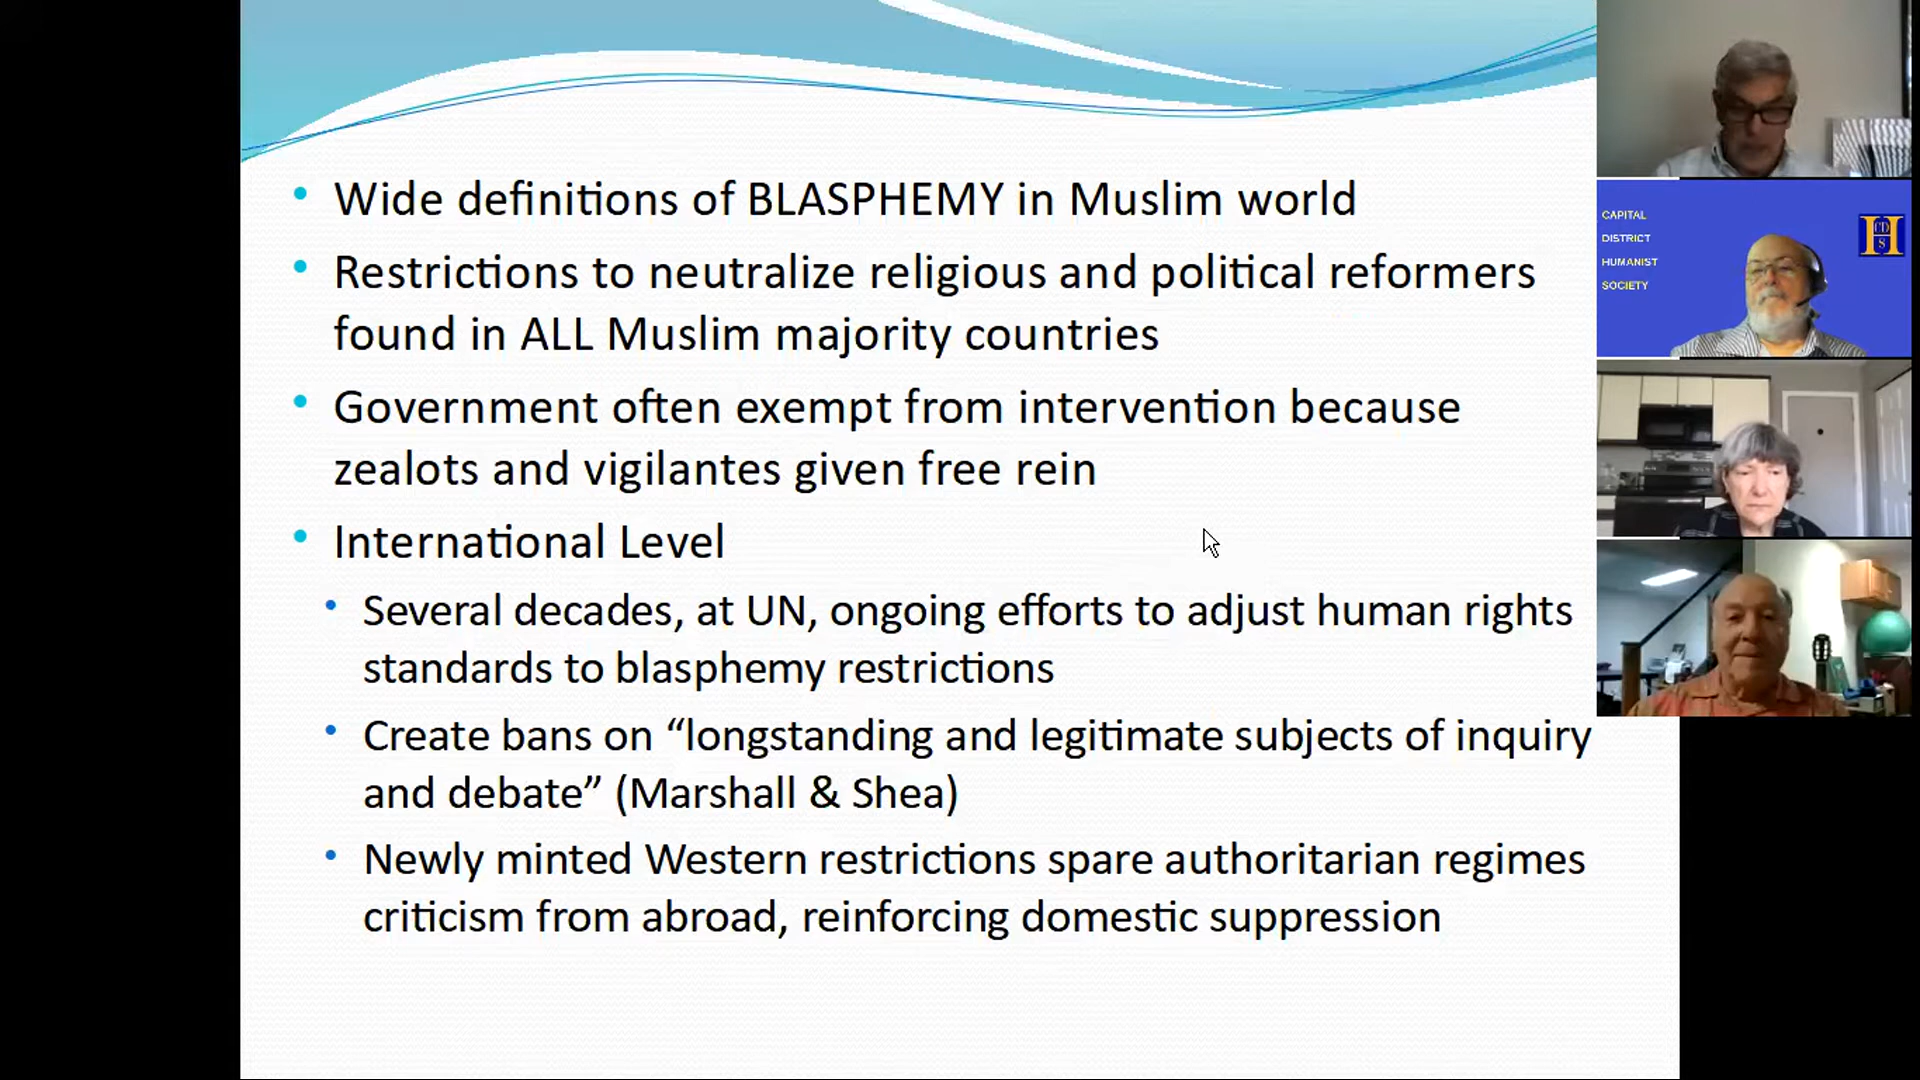 Wide definitions of BLASPHEMY in Muslim world
Restrictions to neutralize religious and political reformers
found in ALL Muslim majority countries
Government often exempt from intervention because
zealots and vigilantes given free rein
International Level
Several decades, at UN, ongoing efforts to adjust human rights
standards to blasphemy restrictions
Create bans on “longstanding and legitimate subjects of inquiry
and debate” (Marshall & Shea)
Newly minted Western restrictions spare authoritarian regimes
criticism from abroad, reinforcing domestic suppression
CAPITAL
DISTRICT
HUMANIST
SOCIETY
H
CD
S